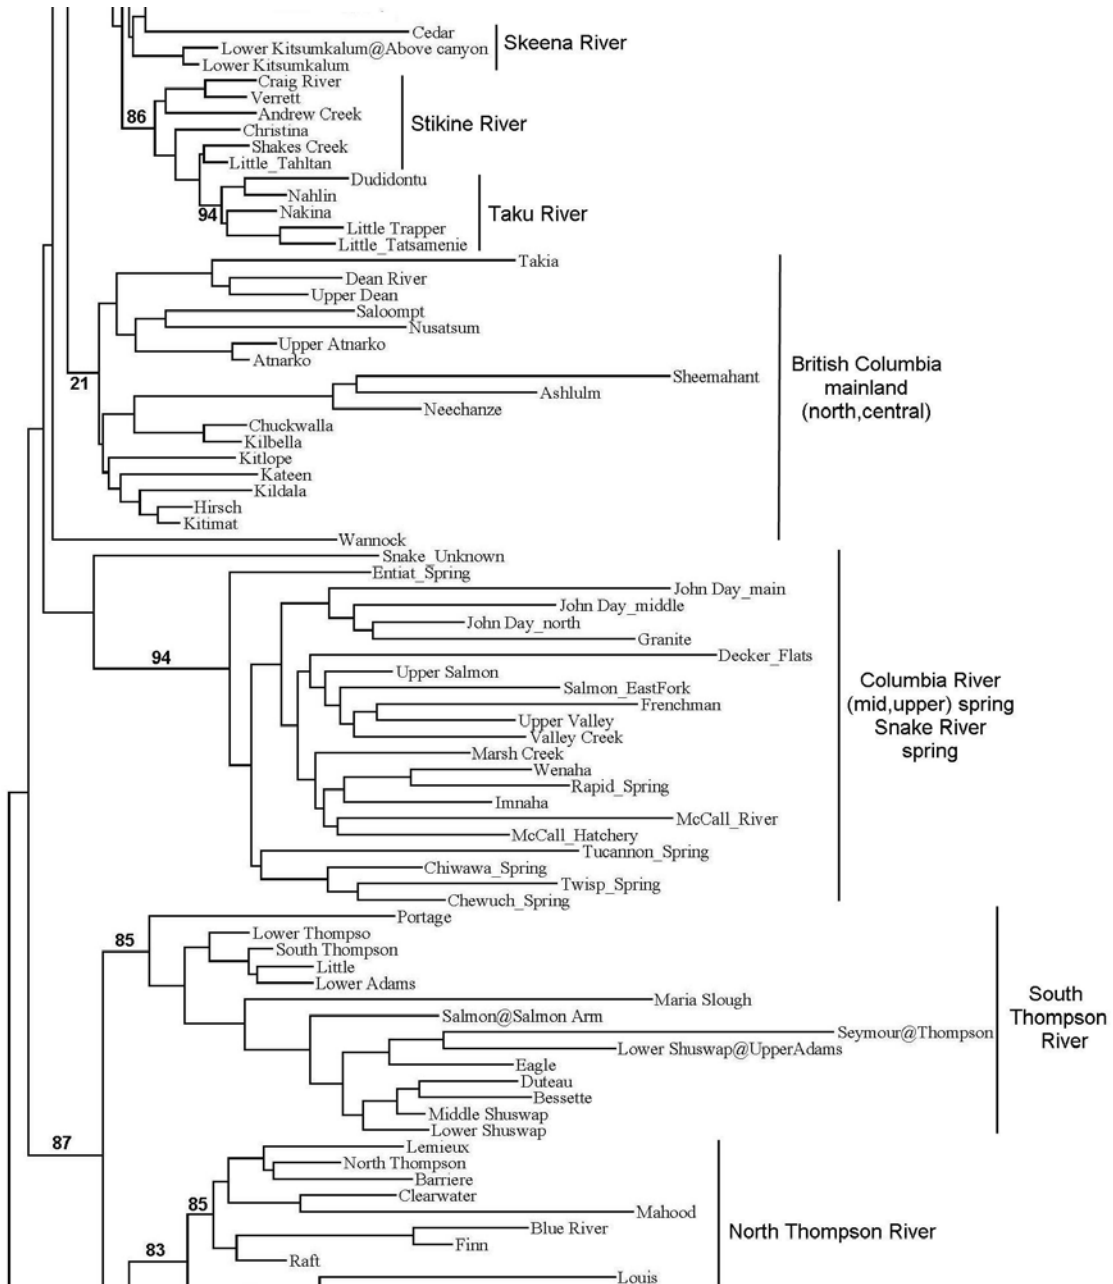 Cedar
Lower Kitsumkalum@Above canyon
Lower Kitsumkalum
Skeena River
Craig River
Verrett
86
Andrew Creek
Christina
Shakes Creek
Little_Tahltan
Stikine River
Dudidontu
Nahlin
94
Nakina
Little Trapper
Little_Tatsamenie
Taku River
Takia
Dean River
Upper Dean
Saloompt
Nusatsum
Upper Atnarko
Atnarko
21
Sheemahant
Ashlulm
Neechanze
Chuckwalla
Kilbella
Kitlope
Kateen
Kildala
Hirsch
Kitimat
Wannock
British Columbia
mainland
(north,central)
Snake_Unknown
Entiat_Spring
John Day_main
John Day_middle
John Day_north
Granite
94
Decker_Flats
Upper Salmon
Salmon_EastFork
Frenchman
Upper Valley
Valley Creek
Marsh Creek
Wenaha
Rapid_Spring
Imnaha
McCall_River
McCall_Hatchery
Tucannon_Spring
Chiwawa_Spring
Twisp_Spring
Chewuch_Spring
Columbia River
(mid,upper) spring
Snake River
spring
Portage
85
Lower Thompso
South Thompson
Little
Lower Adams
Maria Slough
Salmon@Salmon Arm
Seymour@Thompson
Lower Shuswap@UpperAdams
Eagle
Duteau
Bessette
Middle Shuswap
Lower Shuswap
South
Thompson
River
87
Lemieux
North Thompson
Barriere
Clearwater
85
Mahood
Blue River
Finn
83
Raft
Louis
North Thompson River